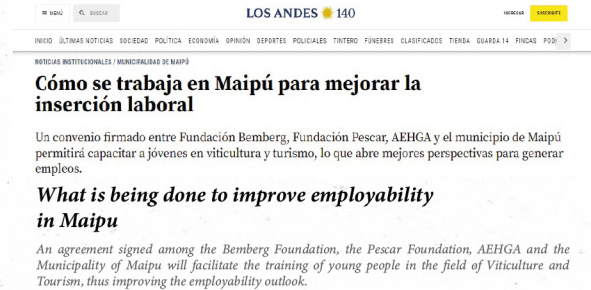 MENÚ BUSCAR LOS ANDES 140 INGRESAR SUSCRIBITE
INICIO ÚLTIMAS NOTICIAS SOCIEDAD POLÍTICA ECONOMÍA OPINIÓN DEPORTES POLICIALES TINTERO FÚNEBRES CLASIFICADOS TIENDA GUARDA 14 FINCAS POD
NOTICIAS INSTITUCIONALES / MUNICIPALIDAD DE MAIPÚ
Cómo se trabaja en Maipú para mejorar la
inserción laboral
Un convenio firmado entre Fundación Bemberg, Fundación Pescar, AEHGA y el municipio de Maipú
permitirá capacitar a jóvenes en viticultura y turismo, lo que abre mejores perspectivas para generar
empleos.
What is being done to improve employability
in Maipu
An agreement signed among the Bemberg Foundation, the Pescar Foundation, AEHGA and the
Municipality of Maipu will facilitate the training of young people in the field of Viticulture and
Tourism, thus improving the employability outlook.